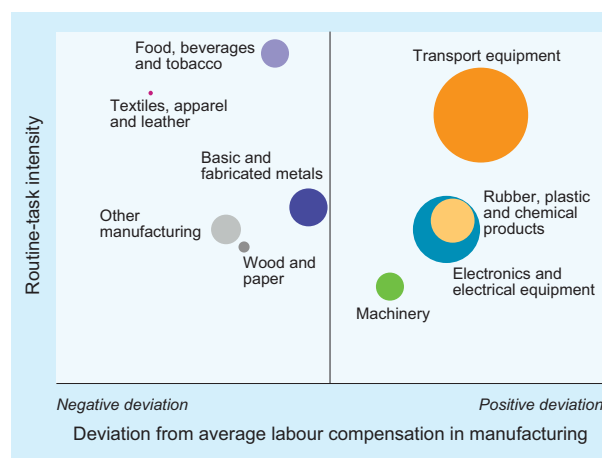 Food, beverages
and tobacco
Transport equipment
Textiles, apparel
and leather
Basic and
fabricated metals
Rubber, plastic
and chemical
products
Other
manufacturing
Wood and
paper
Electronics and
electrical equipment
Machinery
Routine-task intensity
Negative deviation
Positive deviation
Deviation from average labour compensation in manufacturing